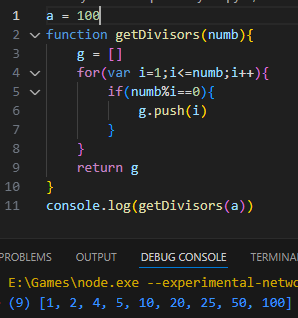 1 a = 100
2 function getDivisors(numb){
3 g = []
4 for(var i=1;i<=numb;i++){
5 if(numb%i==0){
6 g.push(i)
7 }
8 }
9 return g
10 }
11 console.log(getDivisors(a))
PROBLEMS OUTPUT DEBUG CONSOLE TERMINAL
E:\Games\node.exe --experimental-netwo
(9) [1, 2, 4, 5, 10, 20, 25, 50, 100]